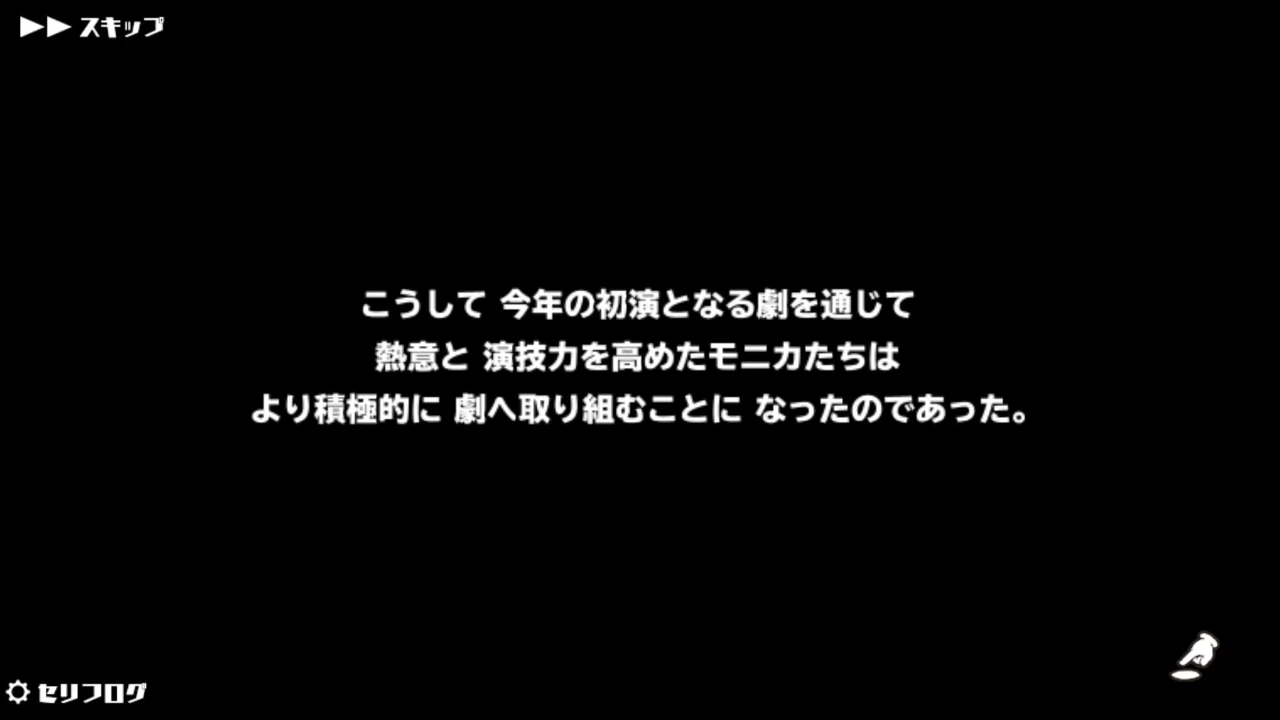 スキップ
こうして 今年の初演となる劇を通じて
熱意と 演技力を高めたモニカたちは
より積極的に 劇へ取り組むことに なったのであった。
セリフログ